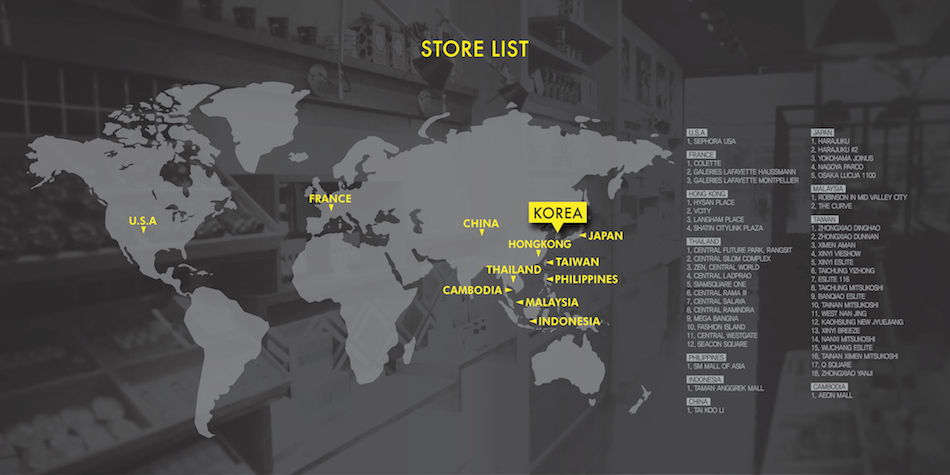 STORE LIST
U.S.A
FRANCE
CHINA
KOREA
JAPAN
HONGKONG
TAIWAN
THAILAND
PHILIPPINES
CAMBODIA
MALAYSIA
INDONESIA
U.S.A
1, SEPHORA USA
FRANCE
1, COLETTE
2, GALERIES LAFAYETTE HAUSSMANN
3, GALERIES LAFAYETTE MONTPELLIER
HONG KONG
1, HYSAN PLACE
2, VCITY
3, LANGHAM PLACE
4, SHATIN CITYLINK PLAZA
THAILAND
1, CENTRAL FUTURE PARK, RANGSIT
2, CENTRAL SILOM COMPLEX
3, ZEN, CENTRAL WORLD
4, CENTRAL LADPRAO
5, SIAMSQUARE ONE
6, CENTRAL RAMA III
7, CENTRAL SALAYA
8, CENTRAL RAMINDRA
9, MEGA BANGNA
10, FASHION ISLAND
11, CENTRAL WESTGATE
12, SEACON SQUARE
PHILIPPINES
1, SM MALL OF ASIA
INDONESIA
1, TAMAN ANGGREK MALL
CHINA
1, TAI KOO LI
JAPAN
1, HARAJUKU
2, HARAJUKU #2
3, YOKOHAMA JOINUS
4, NAGOYA PARCO
5, OSAKA LUCUA 1100
MALAYSIA
1, ROBINSON IN MID VALLEY CITY
2, THE CURVE
TAIWAN
1, ZHONGXIAO DINGHAO
2, ZHONGXIAO DUNNAN
3, XIMEN AMAN
4, XINYI VIESHOW
5, XINYI ESLITE
6, TAICHUNG YIZHONG
7, ESLITE 116
8, TAICHUNG MITSUKOSHI
9, BANQIAO ESLITE
10, TAINAN MITSUKOSHI
11, WEST NAN JING
12, KAOHSIUNG NEW JYUEJIANG
13, XINYI BREEZE
14, NANXI MITSUKOSHI
15, WUCHANG ESLITE
16, TAINAN XIMEN MITSUKOSHI
17, Q SQUARE
18, ZHONGXIAO YANJI
CAMBODIA
1, AEON MALL